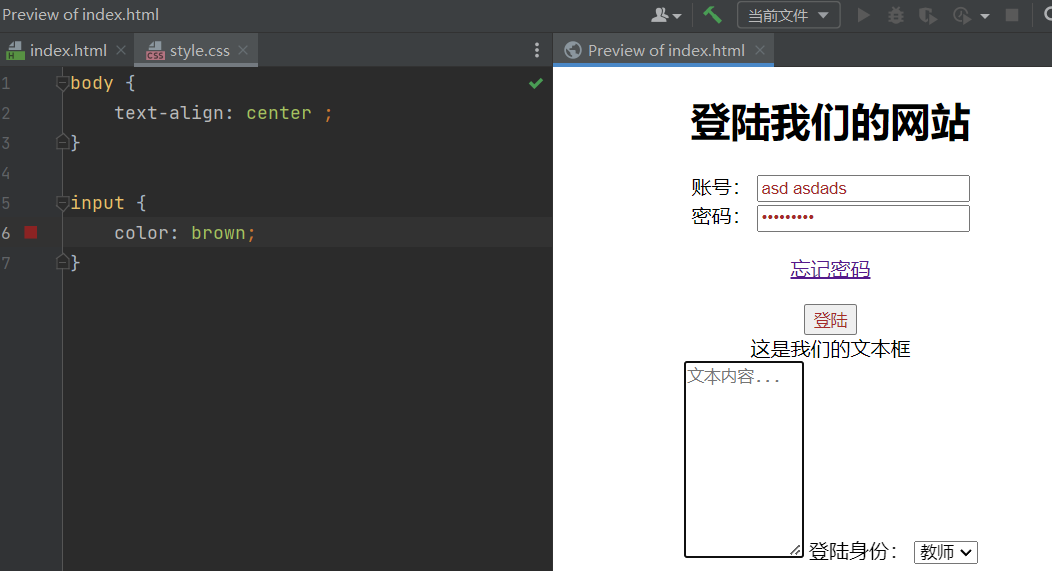 Preview of index.html
当前文件
index.html
style.css
Preview of index.html
1 body {
2 text-align: center ;
3 }
4
5 input {
6 color: brown;
7 }
登陆我们的网站
账号： asd asdads
密码： •••••••••
忘记密码
登陆
这是我们的文本框
文本内容...
登陆身份： 教师